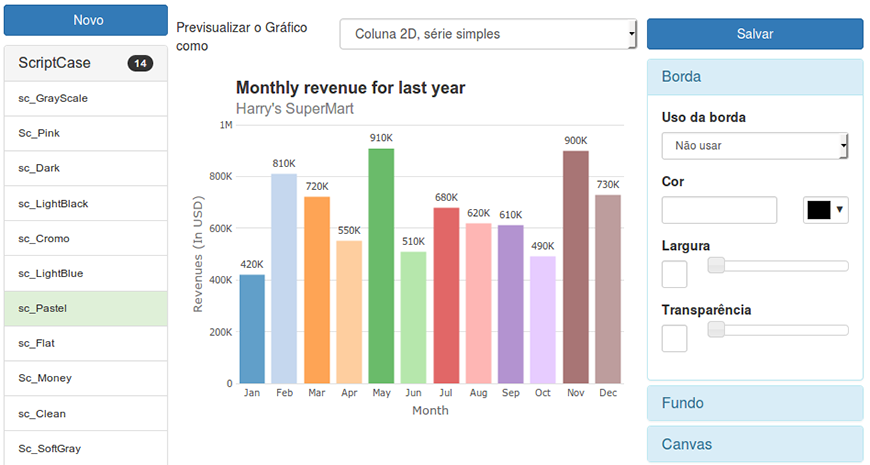 Novo
ScriptCase 14
sc_GrayScale
Sc_Pink
sc_Dark
sc_LightBlack
sc_Cromo
sc_LightBlue
sc_Pastel
sc_Flat
Sc_Money
sc_Clean
Sc_SoftGray
Previsualizar o Gráfico
como
Coluna 2D, série simples
Monthly revenue for last year
Harry's SuperMart
Revenues (In USD)
1M
800K
600K
400K
200K
0
420K
810K
720K
550K
910K
510K
680K
620K
610K
490K
900K
730K
Jan Feb Mar Apr May Jun Jul Aug Sep Oct Nov Dec
Month
Salvar
Borda
Uso da borda
Não usar
Cor
Largura
Transparência
Fundo
Canvas